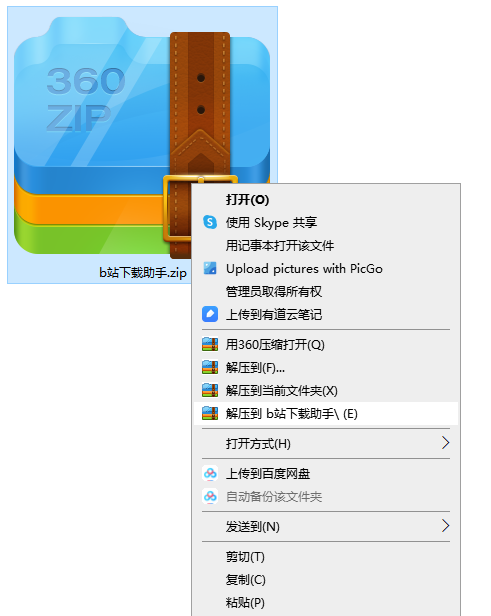 360
ZIP
b站下载助手.zip
打开(O)
使用 Skype 共享
用记事本打开该文件
Upload pictures with PicGo
管理员取得所有权
上传到有道云笔记
用360压缩打开(Q)
解压到(F)...
解压到当前文件夹(X)
解压到 b站下载助手\ (E)
打开方式(H)
上传到百度网盘
自动备份该文件夹
发送到(N)
剪切(T)
复制(C)
粘贴(P)